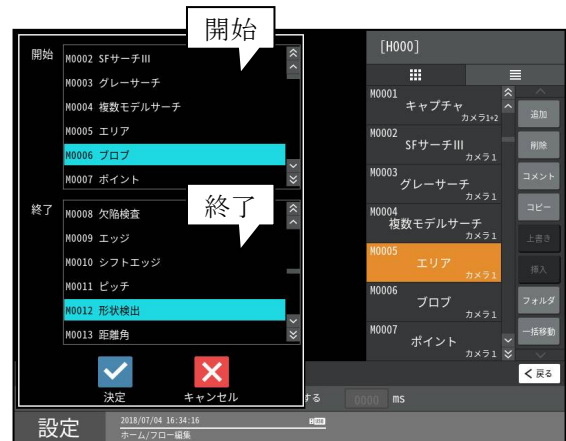 開始
開始
M0002 SFサーチIII
M0003 グレーサーチ
M0004 複数モデルサーチ
M0005 エリア
M0006 ブロブ
M0007 ポイント
終了
終了
M0008 欠陥検査
M0009 エッジ
M0010 シフトエッジ
M0011 ピッチ
M0012 形状検出
M0013 距離角
決定
キャンセル
[H000]
M0001
キャプチャ
カメラ1+2
M0002
SFサーチIII
カメラ1
M0003
グレーサーチ
カメラ1
M0004
複数モデルサーチ
カメラ1
M0005
エリア
カメラ1
M0006
ブロブ
カメラ1
M0007
ポイント
カメラ1
追加
削除
コメント
コピー
上書き
挿入
フォルダ
一括移動
戻る
する 0000 ms
設定
2018/07/04 16:34:16
ホーム/フロー編集